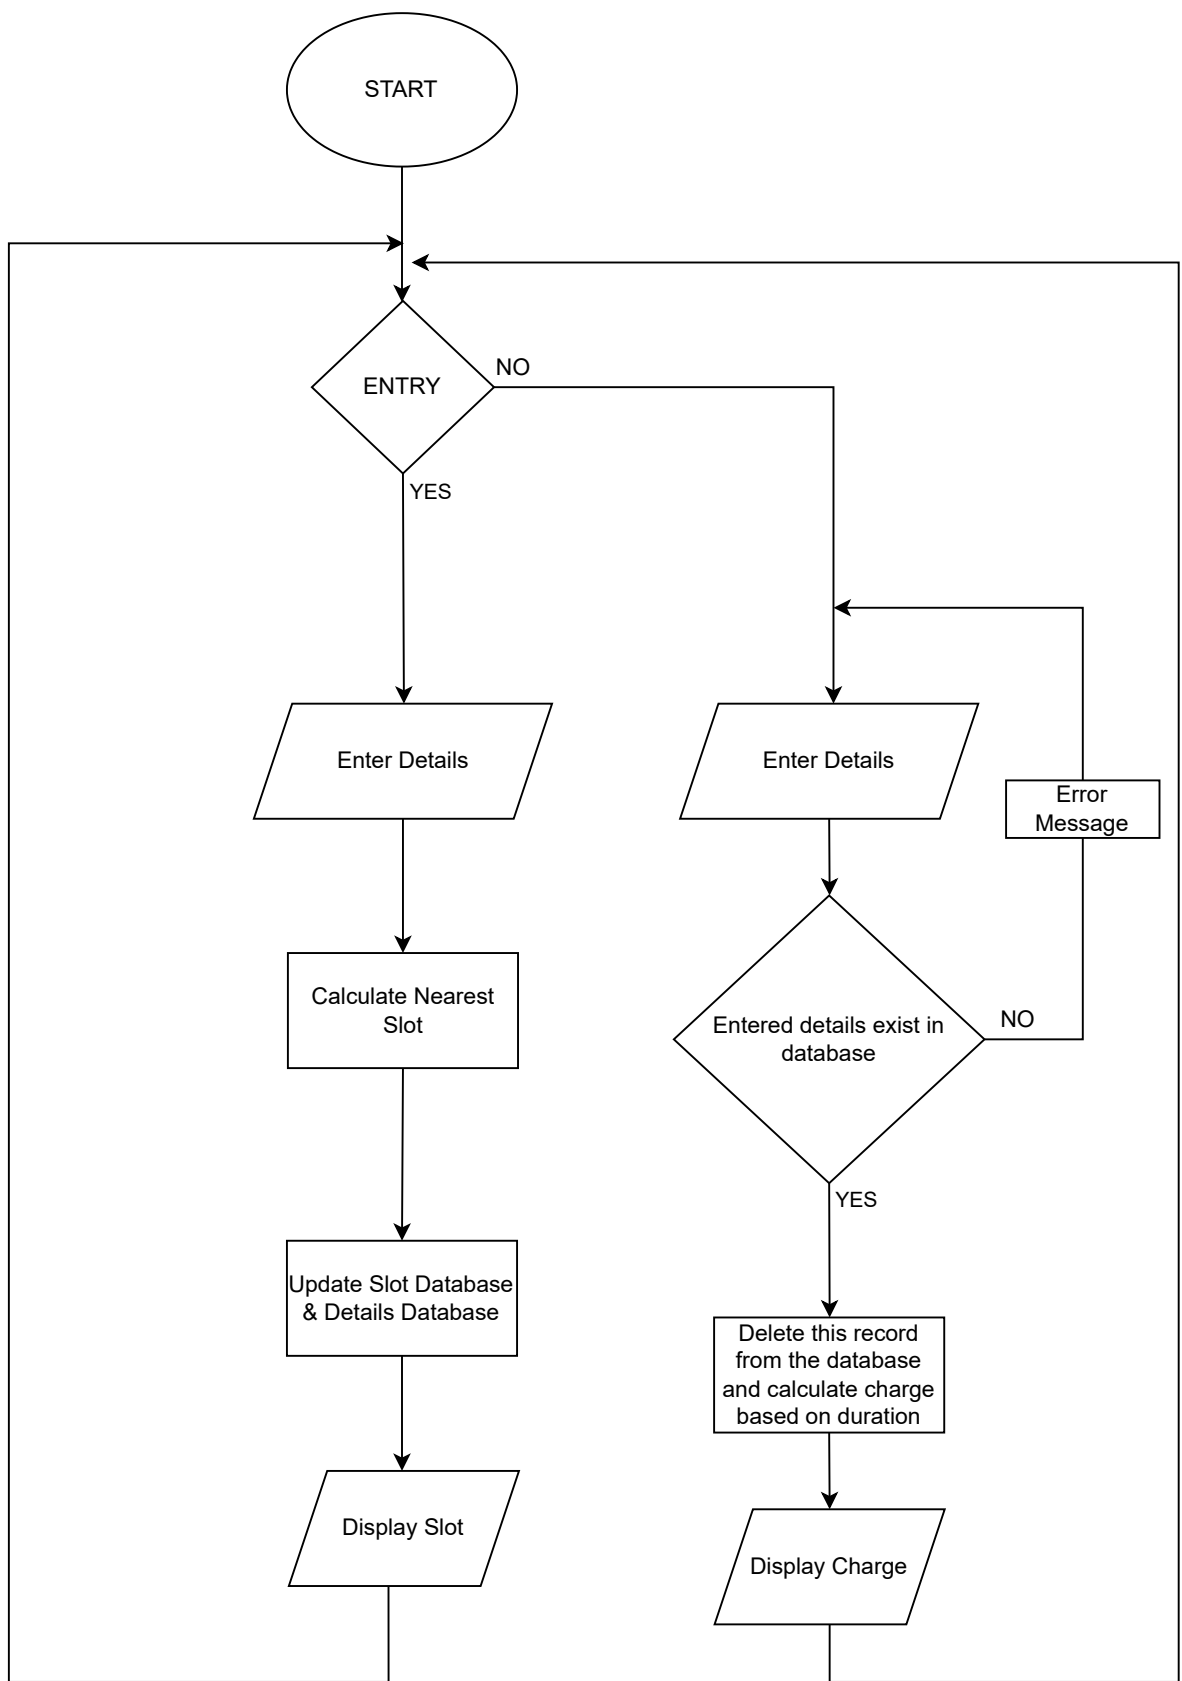 START
ENTRY
NO
YES
Enter Details
Enter Details
Error
Message
Calculate Nearest
Slot
Entered details exist in
database
NO
YES
Update Slot Database
& Details Database
Delete this record
from the database
and calculate charge
based on duration
Display Slot
Display Charge